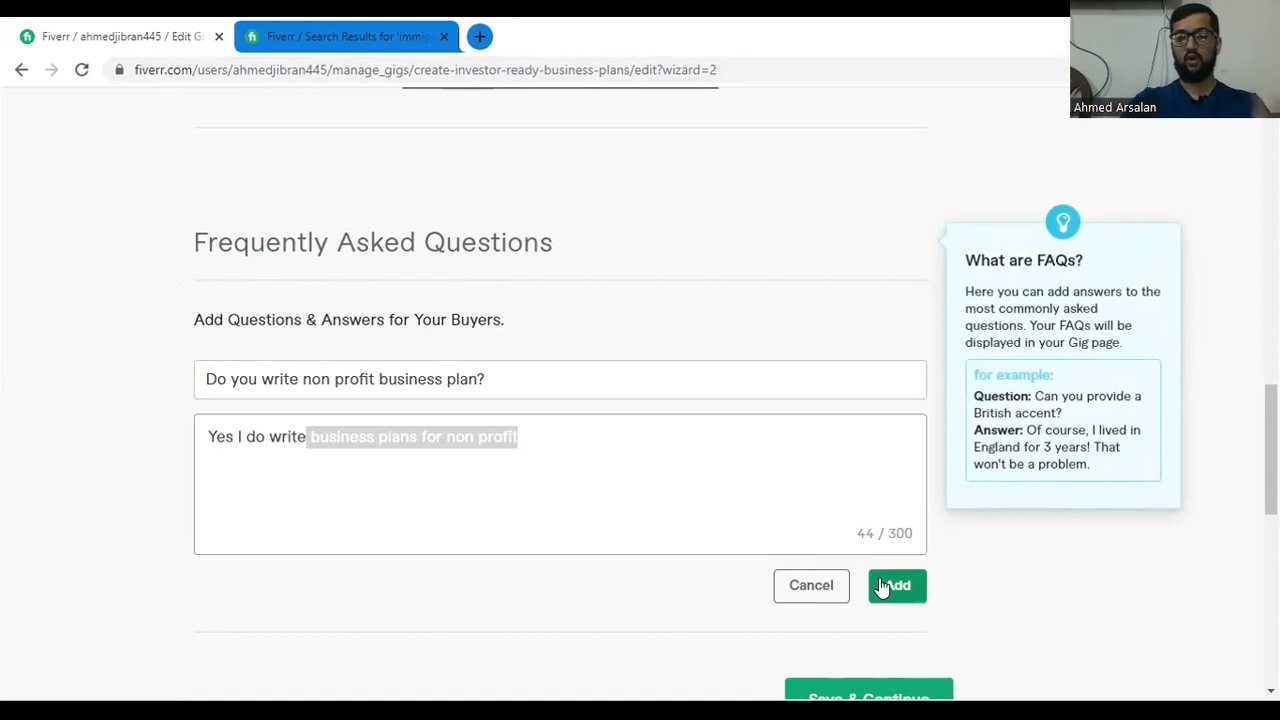 Fiverr / ahmedjibran445 / Edit Gi
Fiverr / Search Results for 'immig
fiverr.com/users/ahmedjibran445/manage_gigs/create-investor-ready-business-plans/edit?wizard=2
Ahmed Arsalan
Frequently Asked Questions
Add Questions & Answers for Your Buyers.
Do you write non profit business plan?
Yes I do write business plans for non profit
44 / 300
Cancel
Add
Save & Continue
What are FAQs?
Here you can add answers to the
most commonly asked
questions. Your FAQs will be
displayed in your Gig page.
for example:
Question: Can you provide a
British accent?
Answer: Of course, I lived in
England for 3 years! That
won't be a problem.